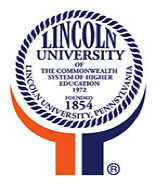 LINCOLN
UNIVERSITY
OF
THE COMMONWEALTH
SYSTEM OF HIGHER
EDUCATION
1972
FOUNDED
1854
LINCOLN UNIVERSITY, PENNSYLVANIA
®